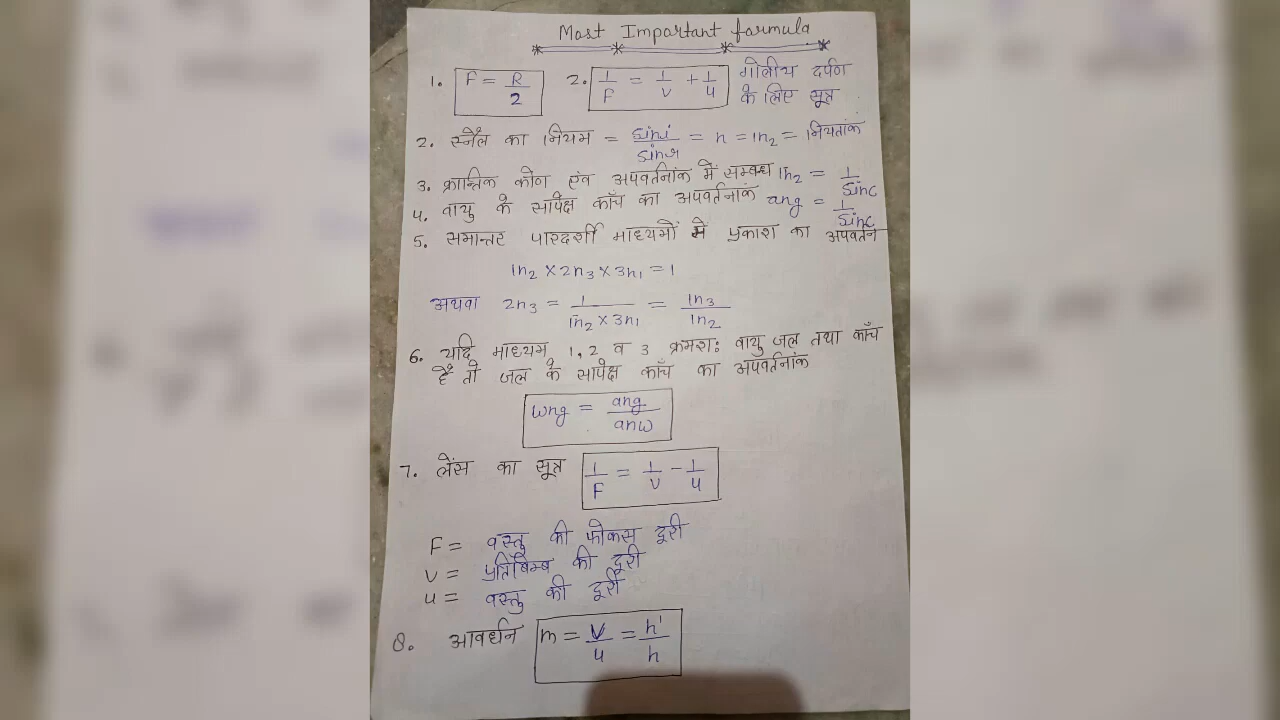 Most Important formula
1. F = R/2 2. 1/F = 1/v + 1/u गोलीय दर्पण
के लिए सूत्र
2. स्नैल का नियम = sini/sinr = n = 1n2 = नियतांक
3. क्रान्तिक कोण एंव अपवर्तनांक में सम्बन्ध 1n2 = 1/sinc
4. वायु के सापेक्ष काँच का अपवर्तनांक ang = 1/sinc
5. समान्तर पारदर्शी माध्यमों मे प्रकाश का अपवर्तन
1n2 × 2n3 × 3n1 = 1
अथवा 2n3 = 1/1n2 × 3n1 = 1n3/1n2
6. यदि माध्यम 1, 2 व 3 क्रमशः वायु जल तथा काँच
हैं तो जल के सापेक्ष काँच का अपवर्तनांक
wng = ang/anw
7. लेंस का सूत्र 1/F = 1/v - 1/u
F = वस्तु की फोकस दूरी
v = प्रतिबिम्ब की दूरी
u = वस्तु की दूरी
8. आवर्धन m = v/u = h'/h